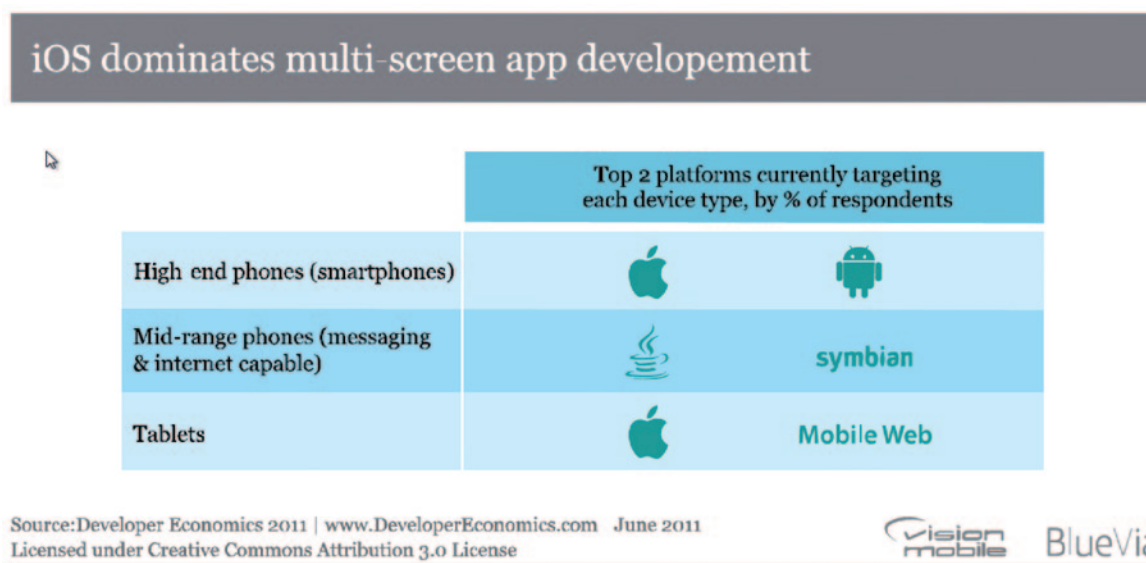 iOS dominates multi-screen app developement
Top 2 platforms currently targeting
each device type, by % of respondents
High end phones (smartphones)
Mid-range phones (messaging
& internet capable)
symbian
Tablets
Mobile Web
Source:Developer Economics 2011 | www.DeveloperEconomics.com June 2011
Licensed under Creative Commons Attribution 3.0 License
vision
mobile
BlueVia